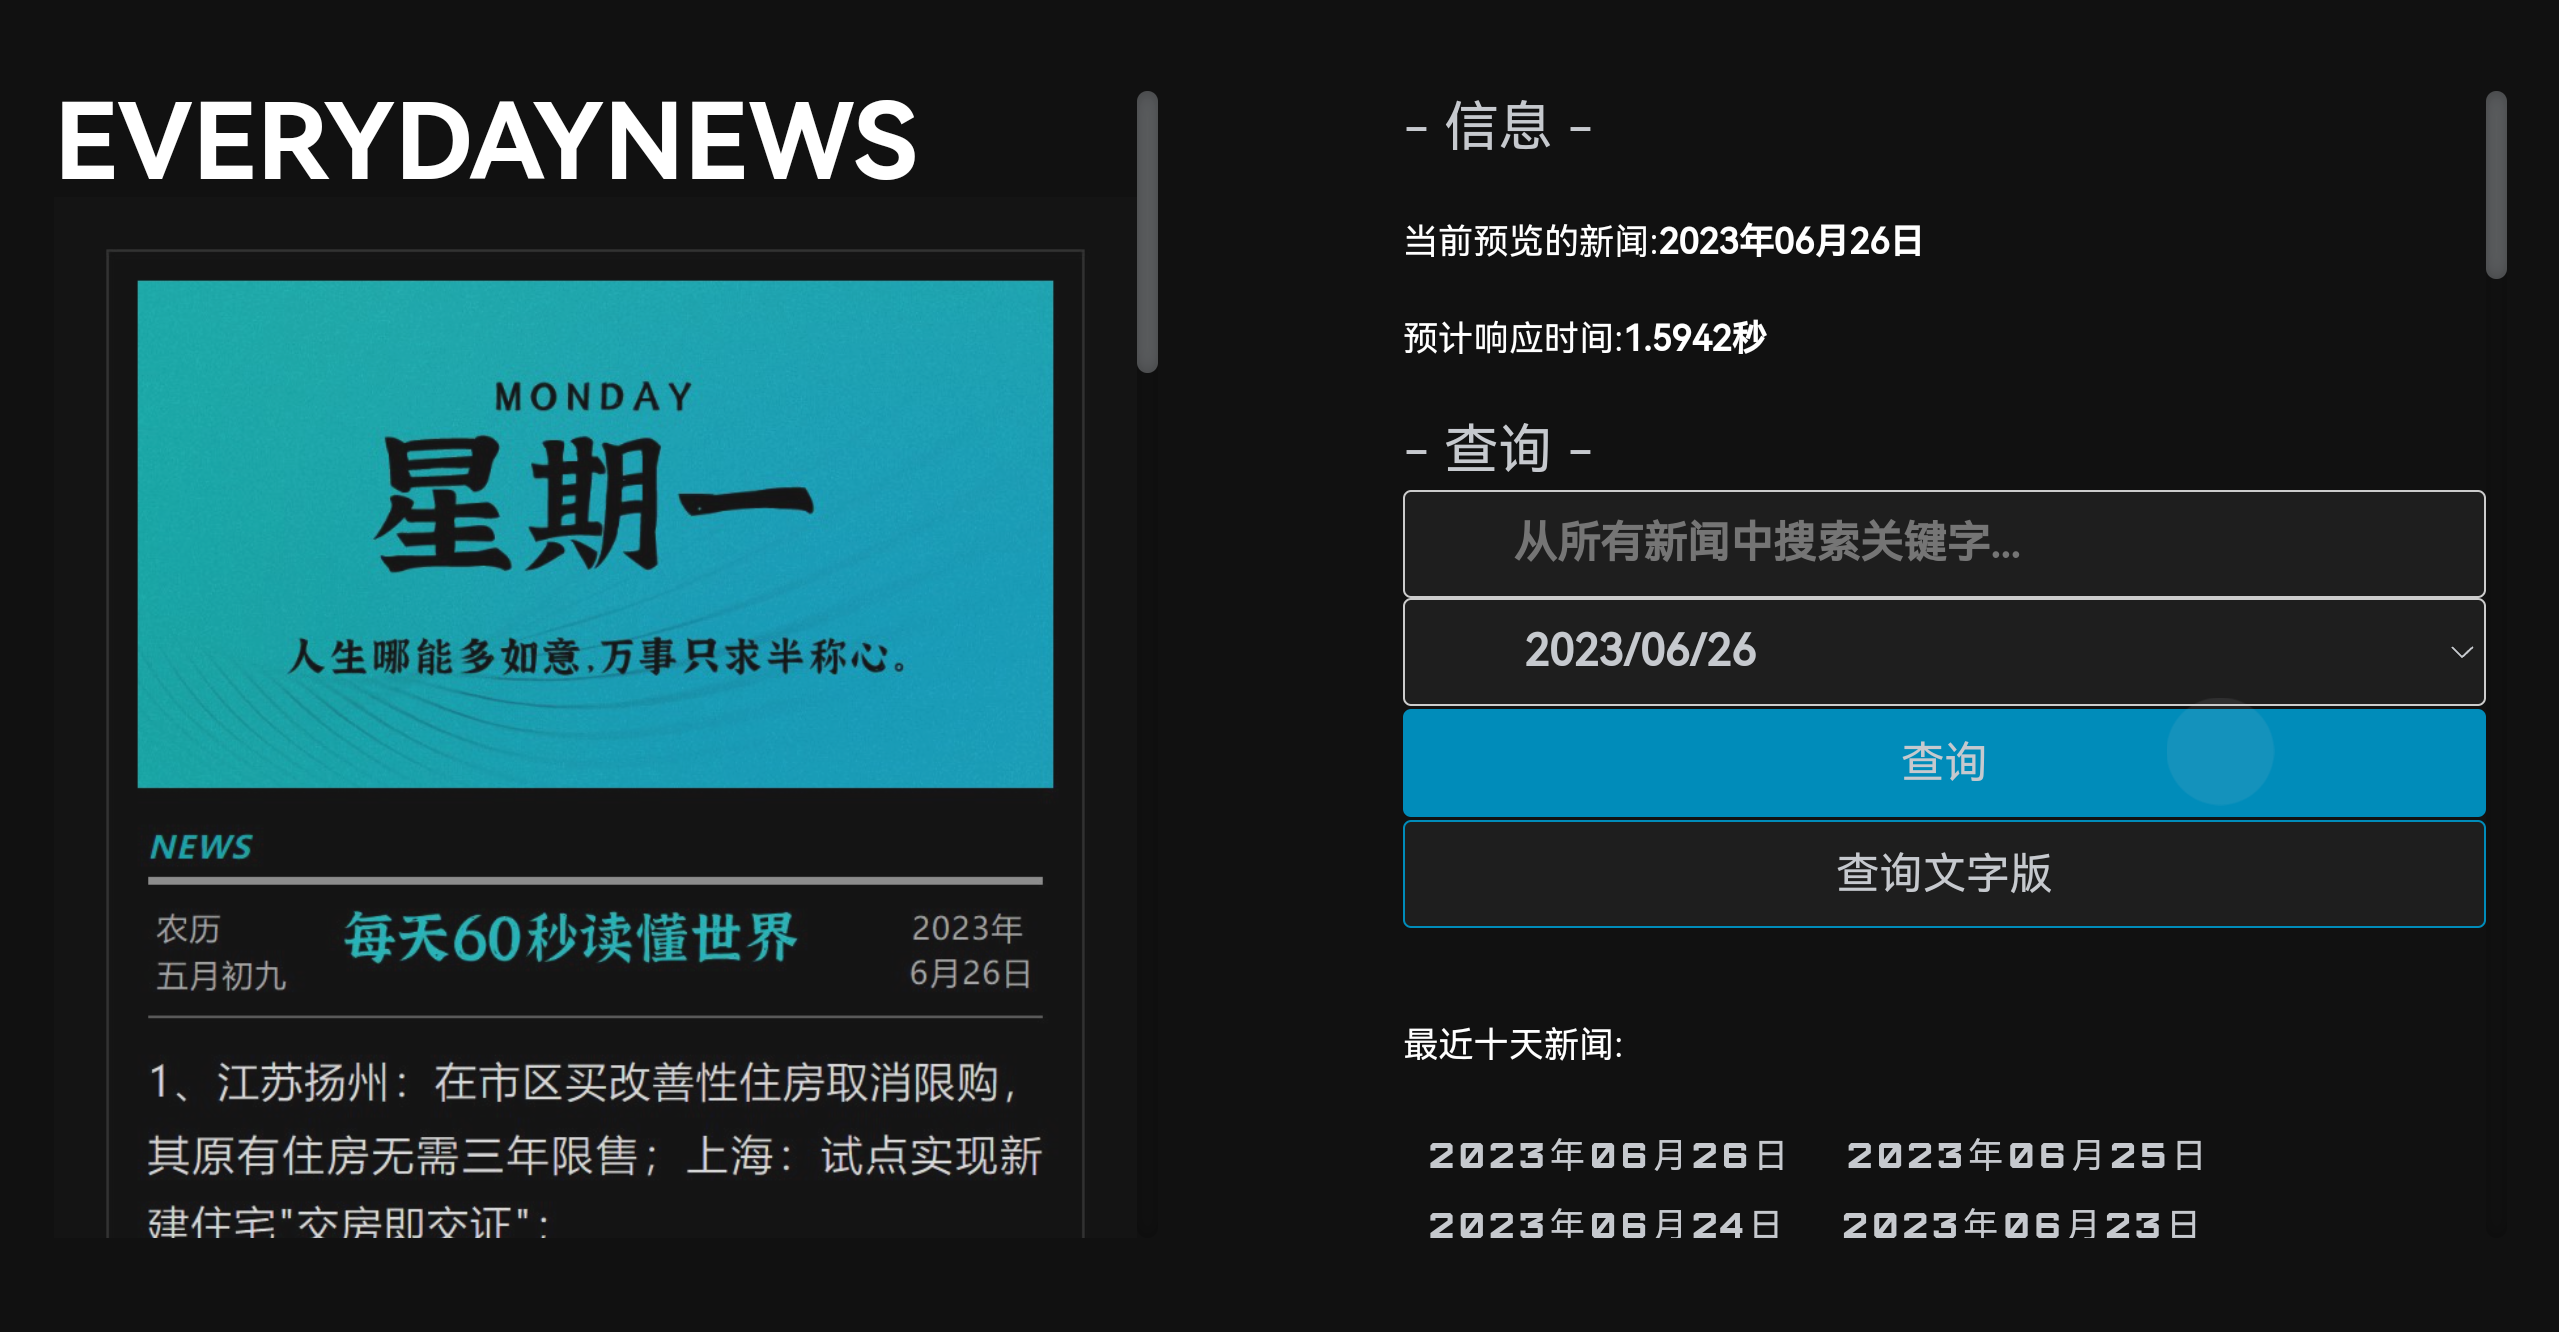 EVERYDAYNEWS
MONDAY
星期一
人生哪能多如意,万事只求半称心。
NEWS
农历
五月初九
每天60秒读懂世界
2023年
6月26日
1、江苏扬州：在市区买改善性住房取消限购，
其原有住房无需三年限售；上海：试点实现新
建住宅"交房即交证"；
- 信息 -
当前预览的新闻:2023年06月26日
预计响应时间:1.5942秒
- 查询 -
从所有新闻中搜索关键字...
2023/06/26
查询
查询文字版
最近十天新闻:
2023年06月26日 2023年06月25日
2023年06月24日 2023年06月23日